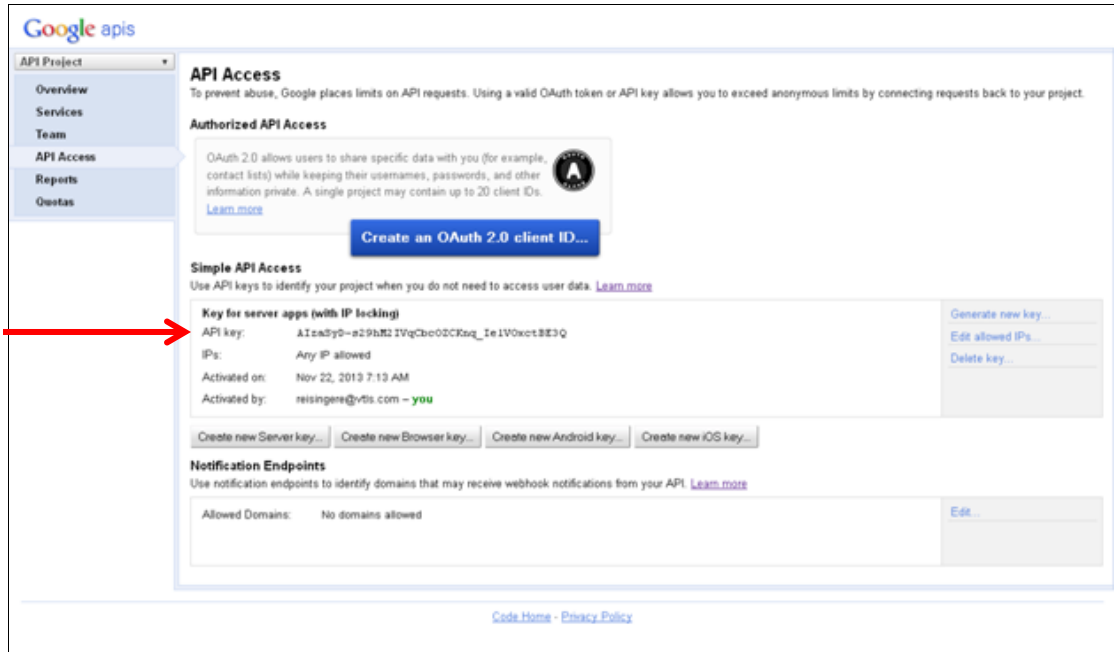 Google apis
API Project
Overview
Services
Team
API Access
Reports
Quotas
API Access
To prevent abuse, Google places limits on API requests. Using a valid OAuth token or API key allows you to exceed anonymous limits by connecting requests back to your project.
Authorized API Access
OAuth 2.0 allows users to share specific data with you (for example,
contact lists) while keeping their usernames, passwords, and other
information private. A single project may contain up to 20 client IDs.
Learn more
Create an OAuth 2.0 client ID...
Simple API Access
Use API keys to identify your project when you do not need to access user data. Learn more
Key for server apps (with IP locking)
API key:
IPs: Any IP allowed
Activated on: Nov 22, 2013 7:13 AM
Activated by: reisingere@vtls.com – you
Generate new key...
Edit allowed IPs...
Delete key...
Create new Server key... Create new Browser key... Create new Android key... Create new iOS key...
Notification Endpoints
Use notification endpoints to identify domains that may receive webhook notifications from your API. Learn more
Allowed Domains: No domains allowed
Edit...
Code Home - Privacy Policy